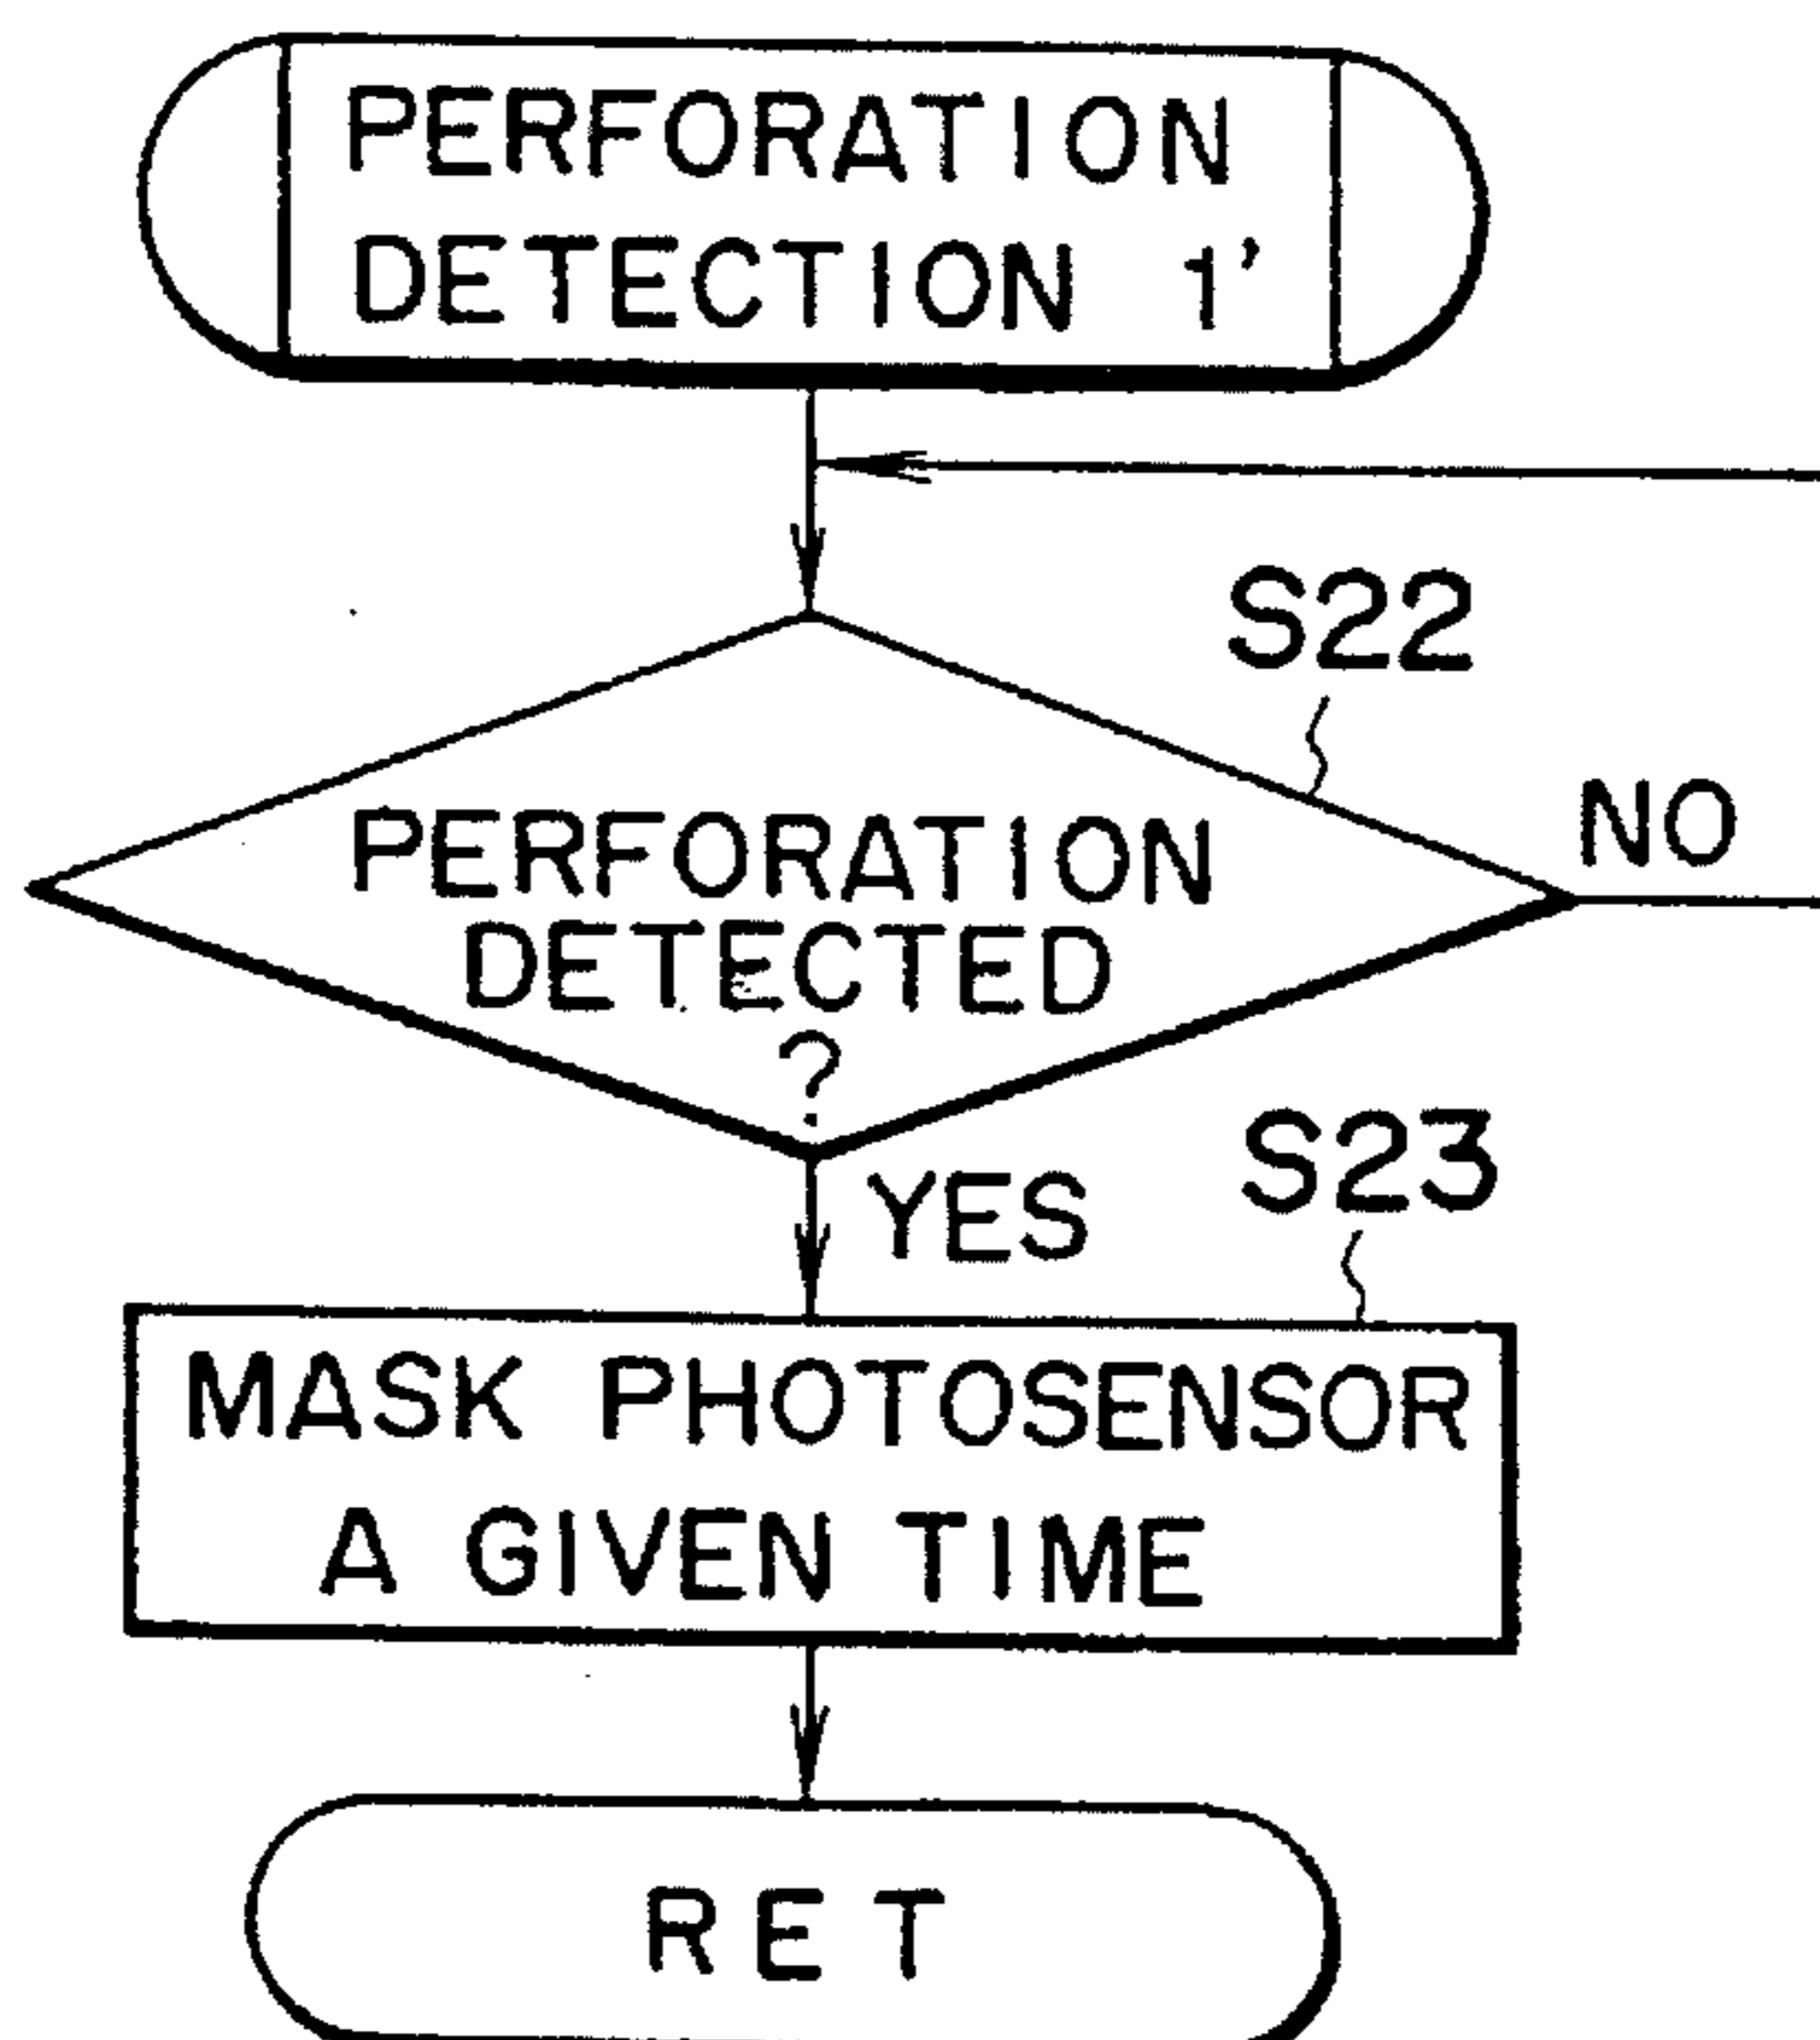 PERFORATION
DETECTION 1'
S22
PERFORATION
DETECTED
?
NO
YES
S23
MASK PHOTOSENSOR
A GIVEN TIME
RET